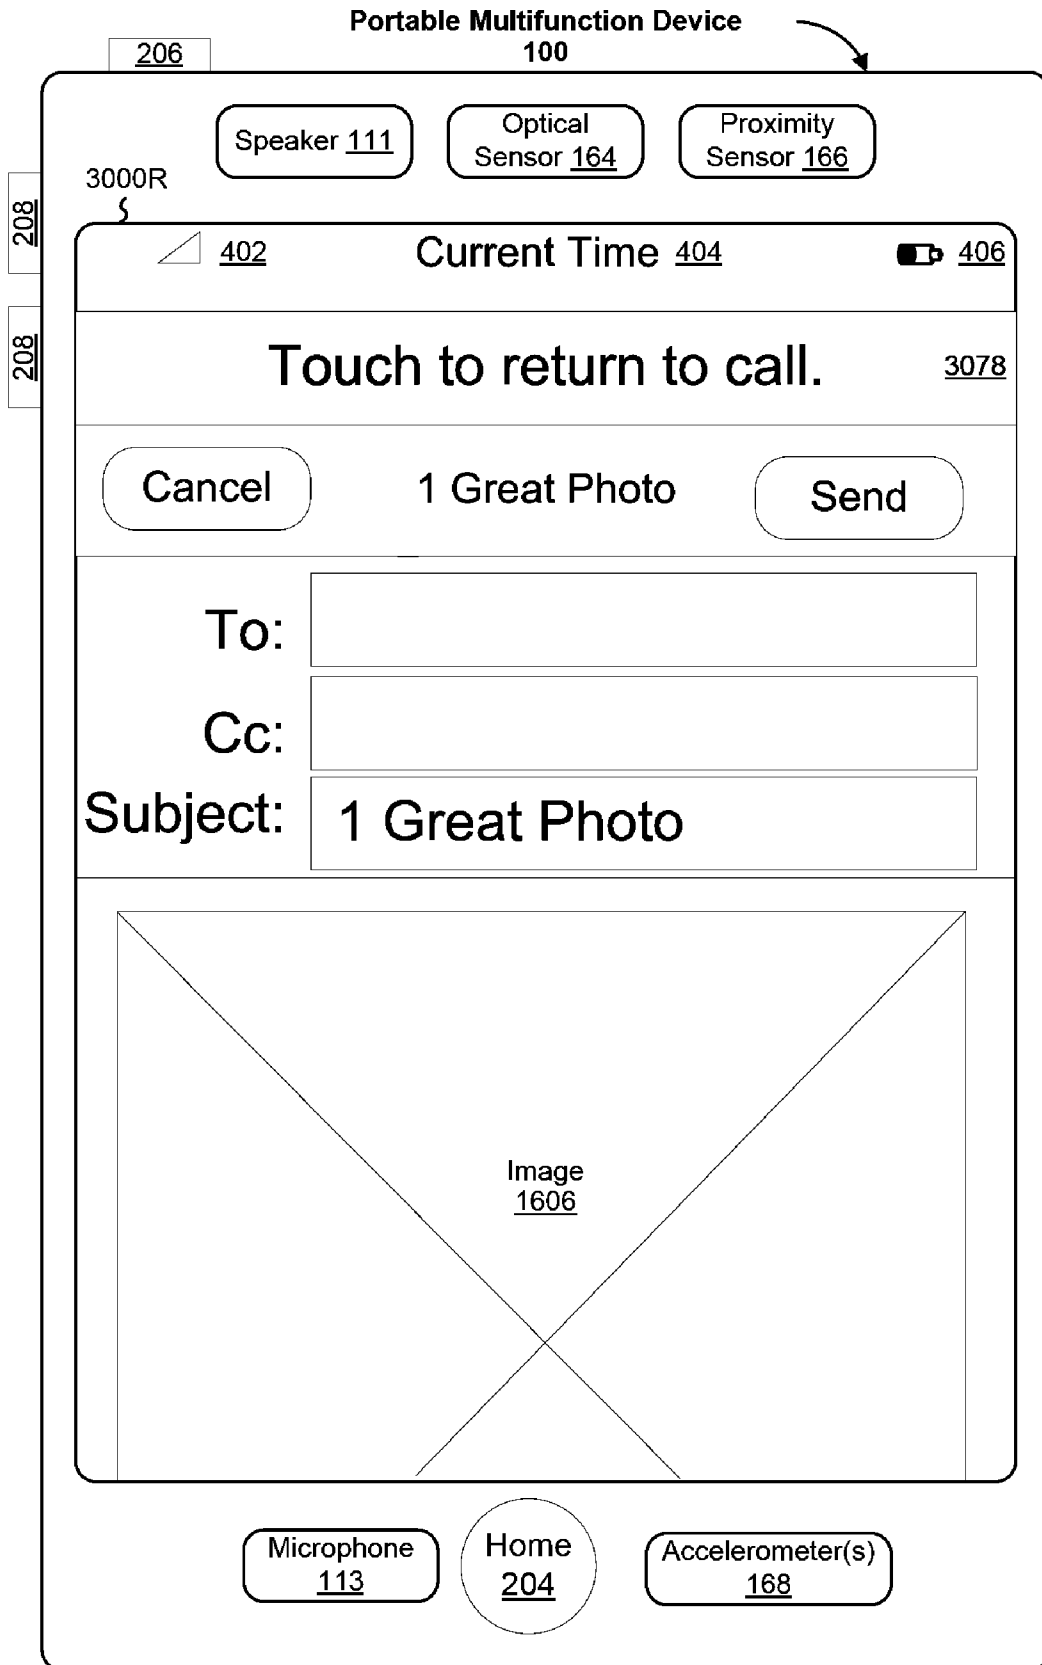 Portable Multifunction Device
100
206
Speaker 111
Optical
Sensor 164
Proximity
Sensor 166
3000R
208
208
402
Current Time 404
406
Touch to return to call.
3078
Cancel
1 Great Photo
Send
To:
Cc:
Subject:
1 Great Photo
Image
1606
Microphone
113
Home
204
Accelerometer(s)
168